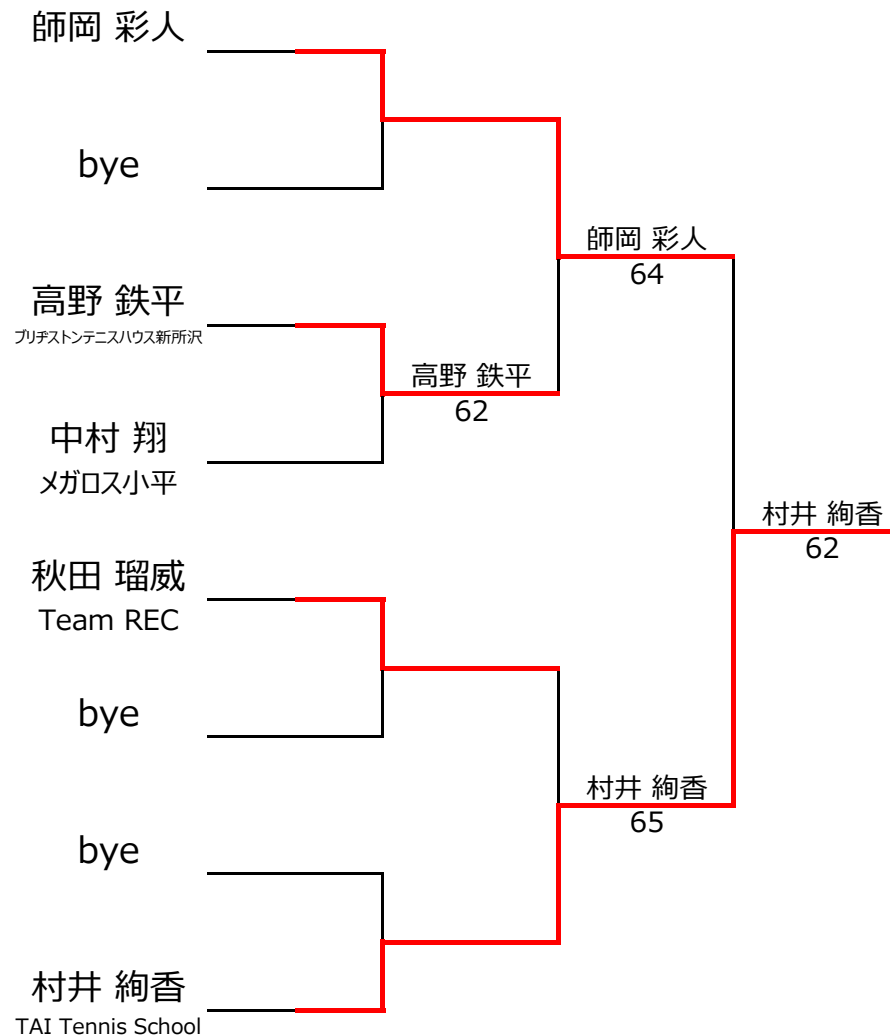 師岡 彩人
bye
師岡 彩人
64
高野 鉄平
ブリヂストンテニスハウス新所沢
高野 鉄平
62
中村 翔
メガロス小平
村井 絢香
62
秋田 瑠威
Team REC
bye
村井 絢香
65
bye
村井 絢香
TAI Tennis School